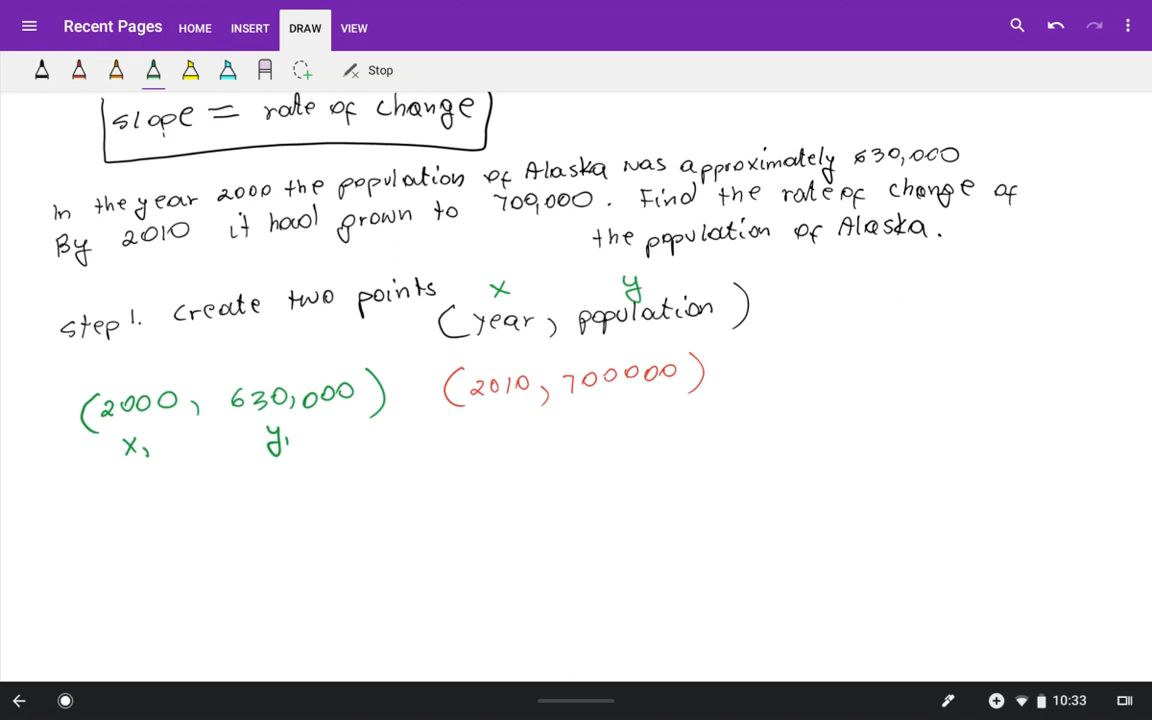 Recent Pages HOME INSERT DRAW VIEW
Stop
slope = rate of change
In the year 2000 the population of Alaska was approximately 630,000
By 2010 it had grown to 700,000. Find the rate of change of
the population of Alaska.
step 1. Create two points
x y
(year, population)
(2000, 630,000) (2010, 700000)
x, y,
10:33